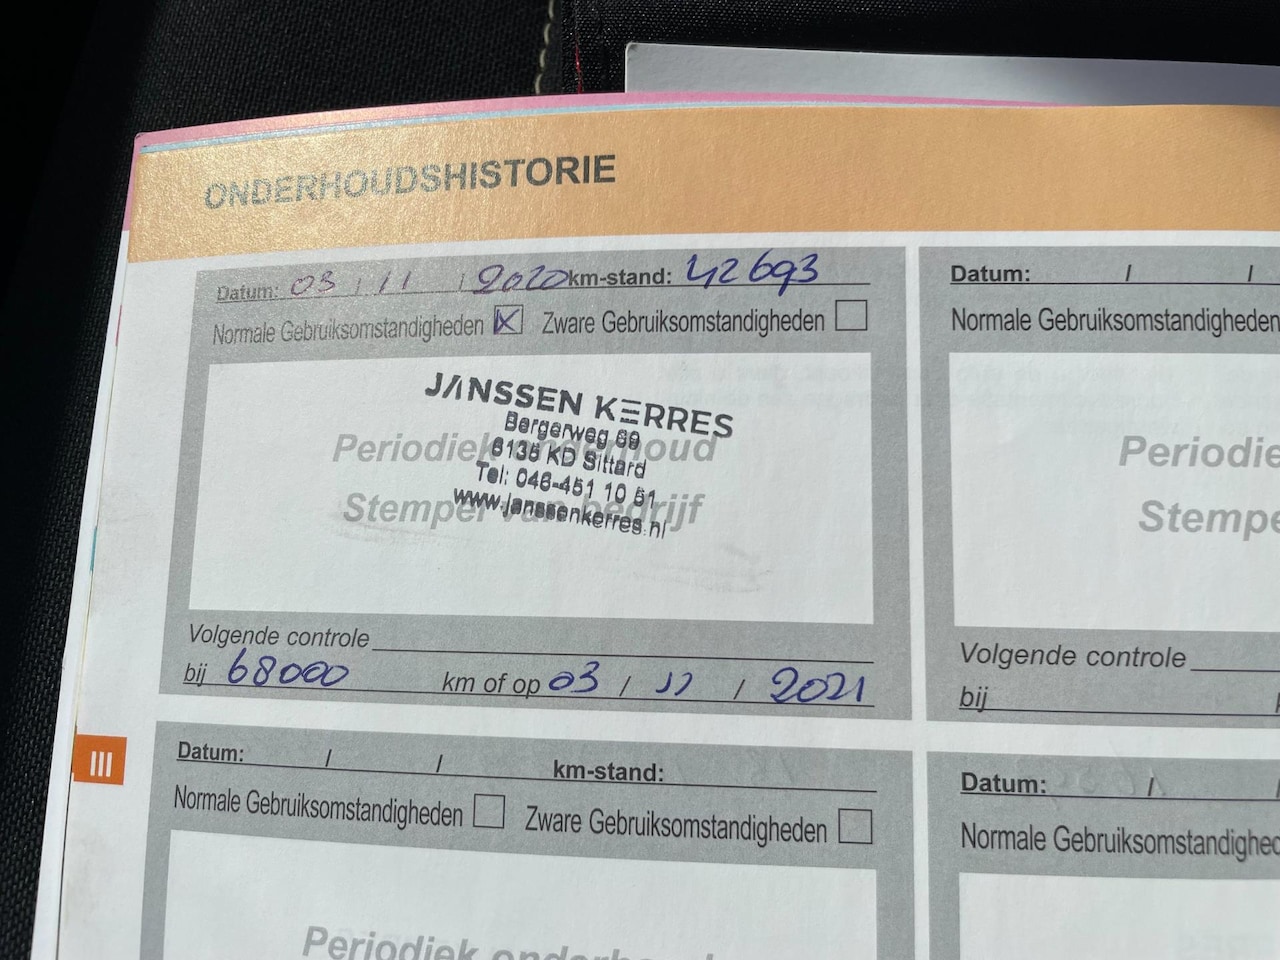 ONDERHOUDSHISTORIE
Datum: 03 / 11 / 2020 km-stand: 42693
Normale Gebruiksomstandigheden ☒ Zware Gebruiksomstandigheden ☐
JANSSEN KERRES
Bergerweg
6135 KD Sittard
Tel: 046-451 10 51
www.janssenkerres.nl
Periodiek onderhoud
Stempel van bedrijf
Volgende controle
bij 68000 km of op 03 / 11 / 2021
Datum: / /
Normale Gebruiksomstandigheden
Periodie
Stempe
Volgende controle
bij
III
Datum: / / km-stand:
Normale Gebruiksomstandigheden ☐ Zware Gebruiksomstandigheden ☐
Periodiek onderhoud
Datum: / /
Normale Gebruiksomstandighed